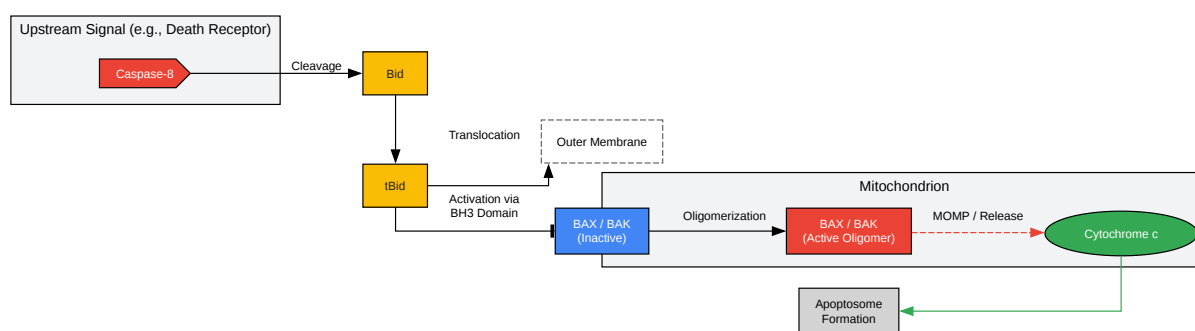 Upstream Signal (e.g., Death Receptor)
Caspase-8
Cleavage
Bid
Translocation
Outer Membrane
tBid
Activation via
BH3 Domain
Mitochondrion
BAX / BAK
(Inactive)
Oligomerization
BAX / BAK
(Active Oligomer)
MOMP / Release
Cytochrome c
Apoptosome
Formation